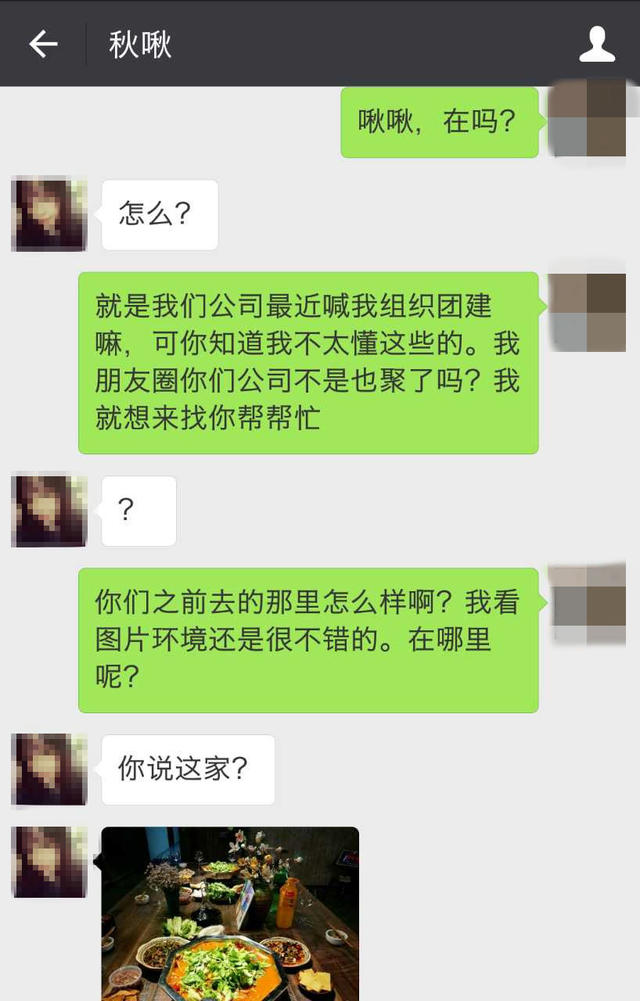 秋啾
啾啾，在吗？
怎么？
就是我们公司最近喊我组织团建
嘛，可你知道我不太懂这些的。我
朋友圈你们公司不是也聚了吗？我
就想来找你帮帮忙
？
你们之前去的那里怎么样啊？我看
图片环境还是很不错的。在哪里
呢？
你说这家？